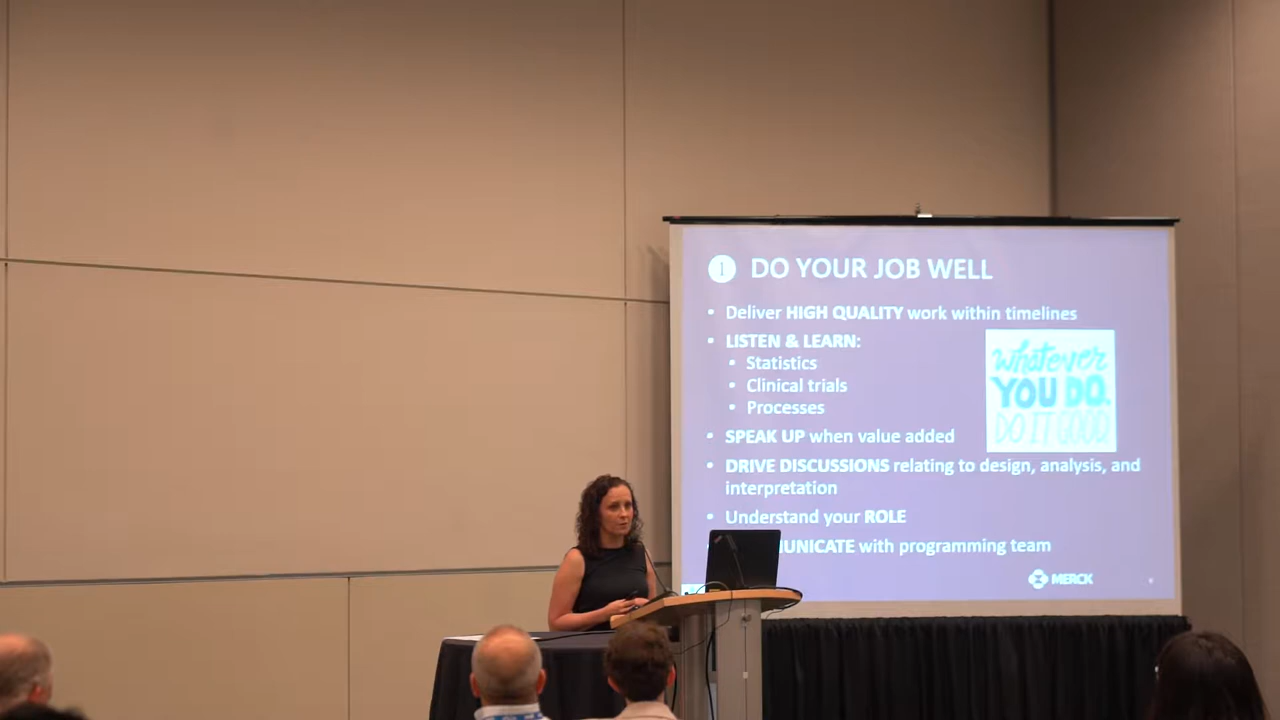 1 DO YOUR JOB WELL
• Deliver HIGH QUALITY work within timelines
• LISTEN & LEARN:
• Statistics
• Clinical trials
• Processes
whatever
YOU DO.
DO IT GOOD
• SPEAK UP when value added
• DRIVE DISCUSSIONS relating to design, analysis, and
interpretation
• Understand your ROLE
with programming team
MERCK